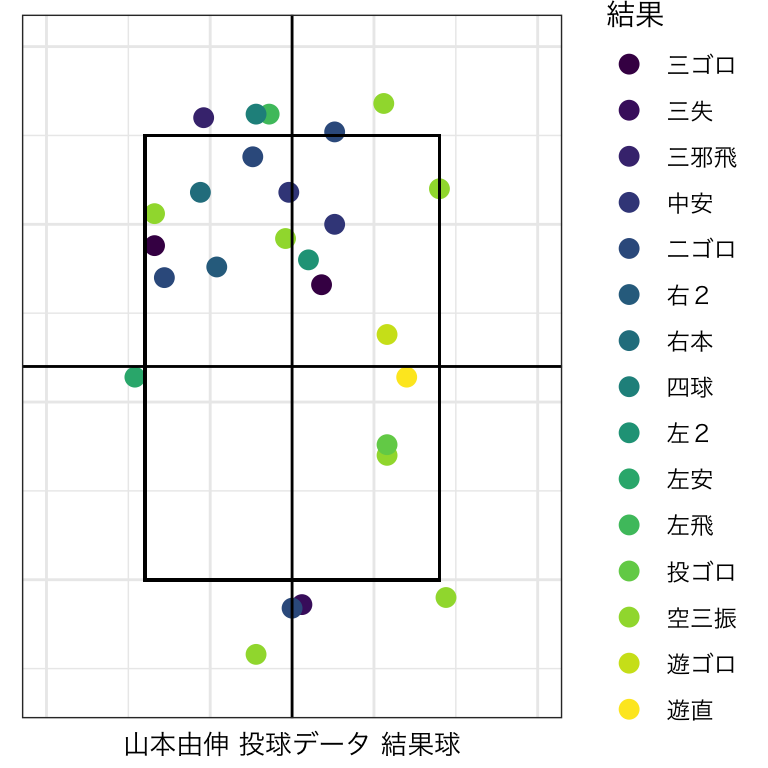 結果
三ゴロ
三失
三邪飛
中安
二ゴロ
右２
右本
四球
左２
左安
左飛
投ゴロ
空三振
遊ゴロ
遊直
山本由伸 投球データ 結果球